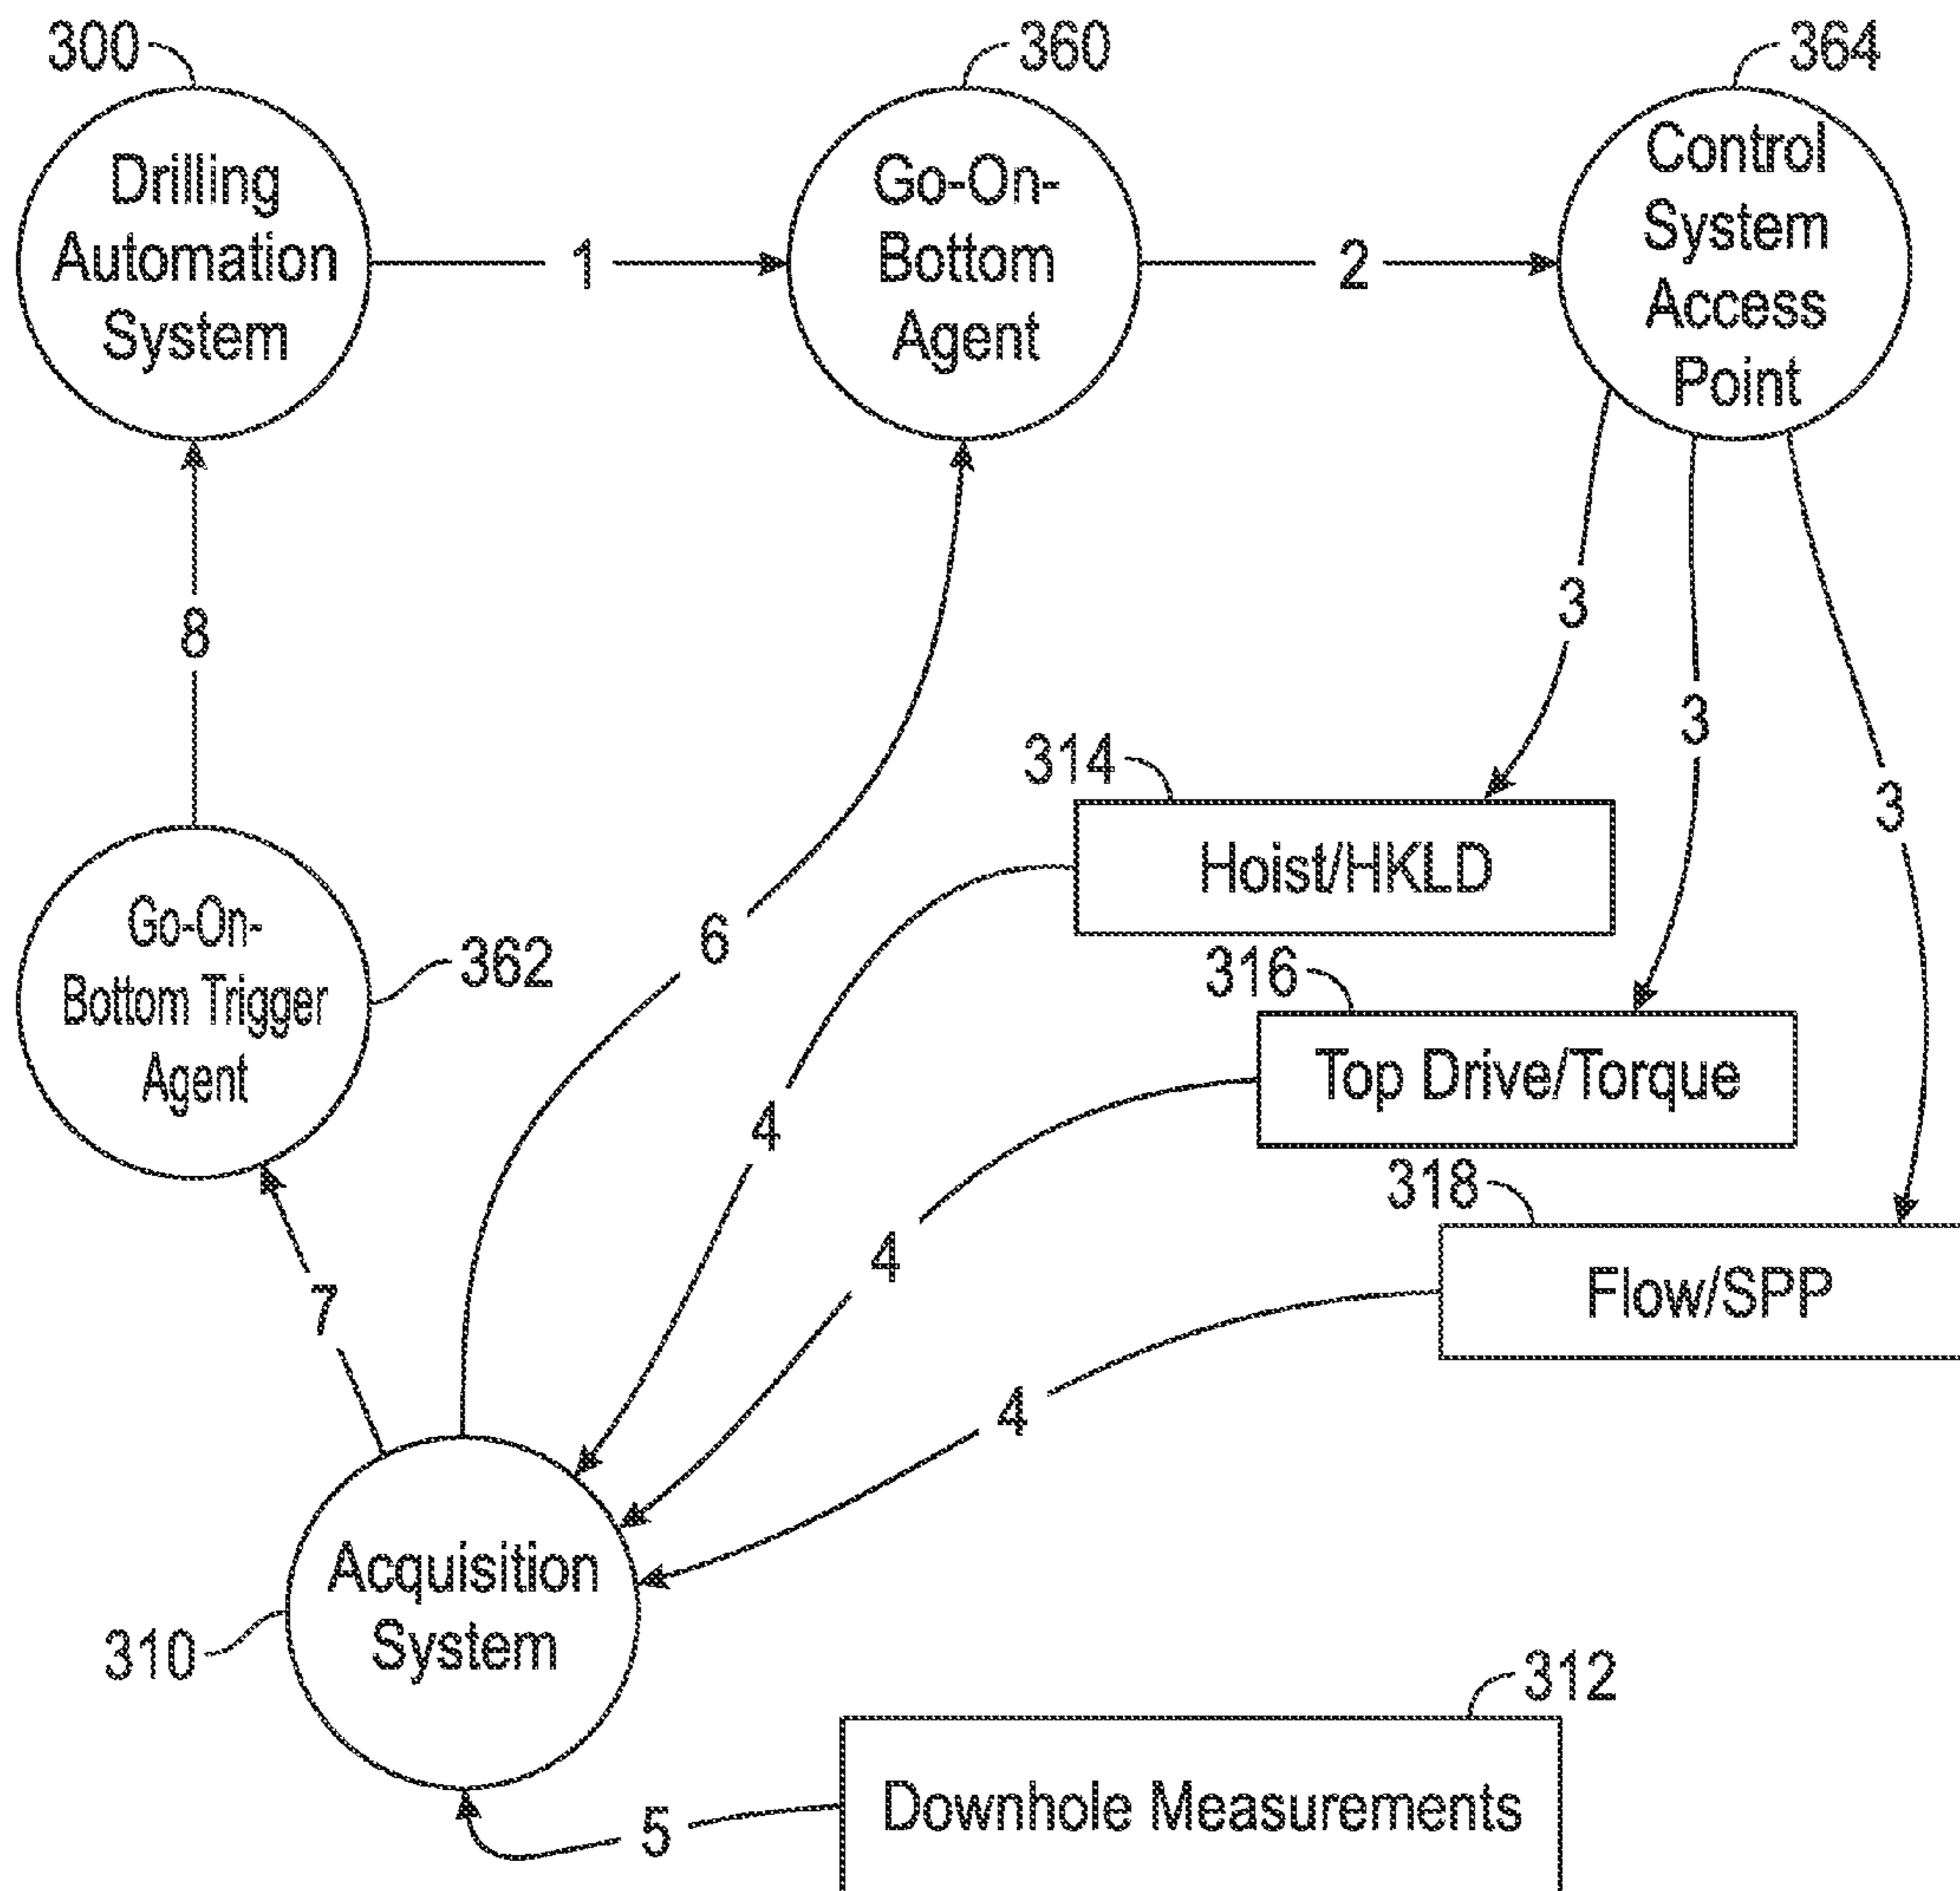 300
360
364
Drilling
Automation
System
1
Go-On-
Bottom
Agent
2
Control
System
Access
Point
8
3
3
3
314
Hoist/HKLD
316
Top Drive/Torque
318
Flow/SPP
Go-On-
Bottom Trigger
Agent
362
6
4
4
4
7
Acquisition
System
310
312
Downhole Measurements
5